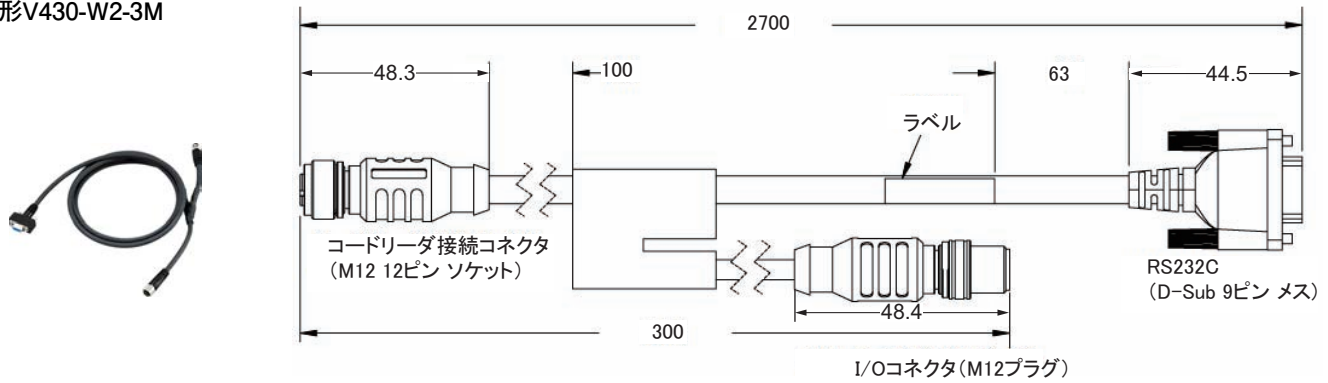 形V430-W2-3M
2700
48.3
100
63
44.5
ラベル
コードリーダ接続コネクタ
（M12 12ピン ソケット）
RS232C
（D-Sub 9ピン メス）
48.4
300
I/Oコネクタ（M12プラグ）